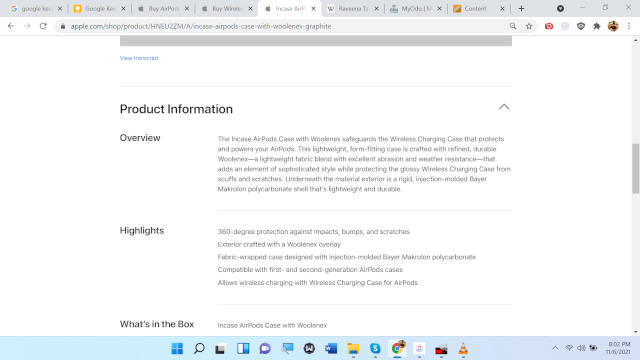 google kee
Google Kee
Buy AirPods
Buy Wirele
Incase AirF
Raveena Ta
MyOdu | M
Content
apple.com/shop/product/HNEU2ZM/A/incase-airpods-case-with-woolenex-graphite
View transcript
Product Information
Overview
The Incase AirPods Case with Woolenex safeguards the Wireless Charging Case that protects
and powers your AirPods. This lightweight, form-fitting case is crafted with refined, durable
Woolenex—a lightweight fabric blend with excellent abrasion and weather resistance—that
adds an element of sophisticated style while protecting the glossy Wireless Charging Case from
scuffs and scratches. Underneath the material exterior is a rigid, injection-molded Bayer
Makrolon polycarbonate shell that's lightweight and durable.
Highlights
360-degree protection against impacts, bumps, and scratches
Exterior crafted with a Woolenex overlay
Fabric-wrapped case designed with injection-molded Bayer Makrolon polycarbonate
Compatible with first- and second-generation AirPods cases
Allows wireless charging with Wireless Charging Case for AirPods
What's in the Box
Incase AirPods Case with Woolenex
8:02 PM
11/6/2021